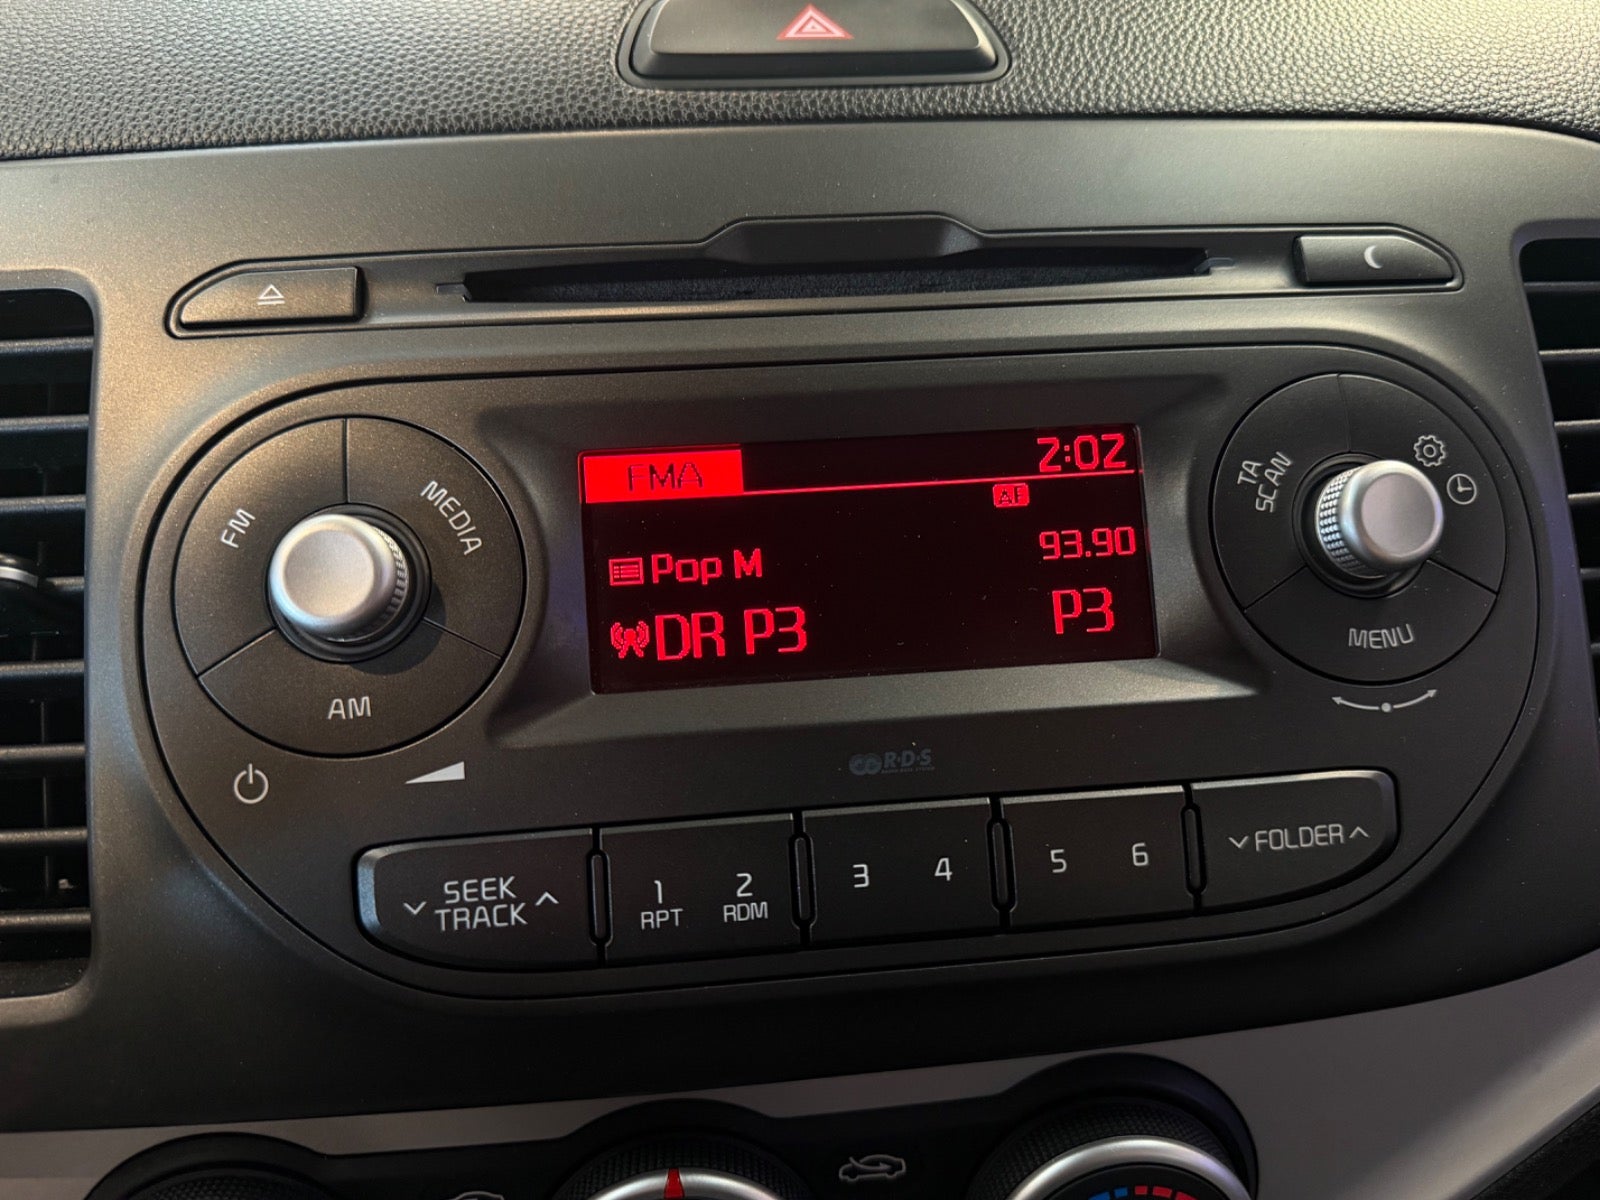 FMA 2:02
AF
Pop M 93.90
DR P3 P3
FM
MEDIA
AM
TA
SCAN
MENU
R·D·S
SEEK
TRACK
1
RPT
2
RDM
3
4
5
6
FOLDER